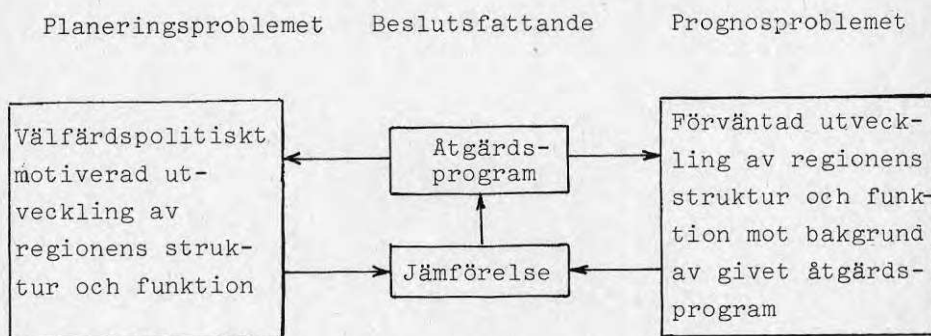 Planeringsproblemet Beslutsfattande Prognosproblemet
Välfärdspolitiskt
motiverad ut-
veckling av
regionens struk-
tur och funktion
Åtgärds-
program
Jämförelse
Förväntad utveck-
ling av regionens
struktur och funk-
tion mot bakgrund
av givet åtgärds-
program